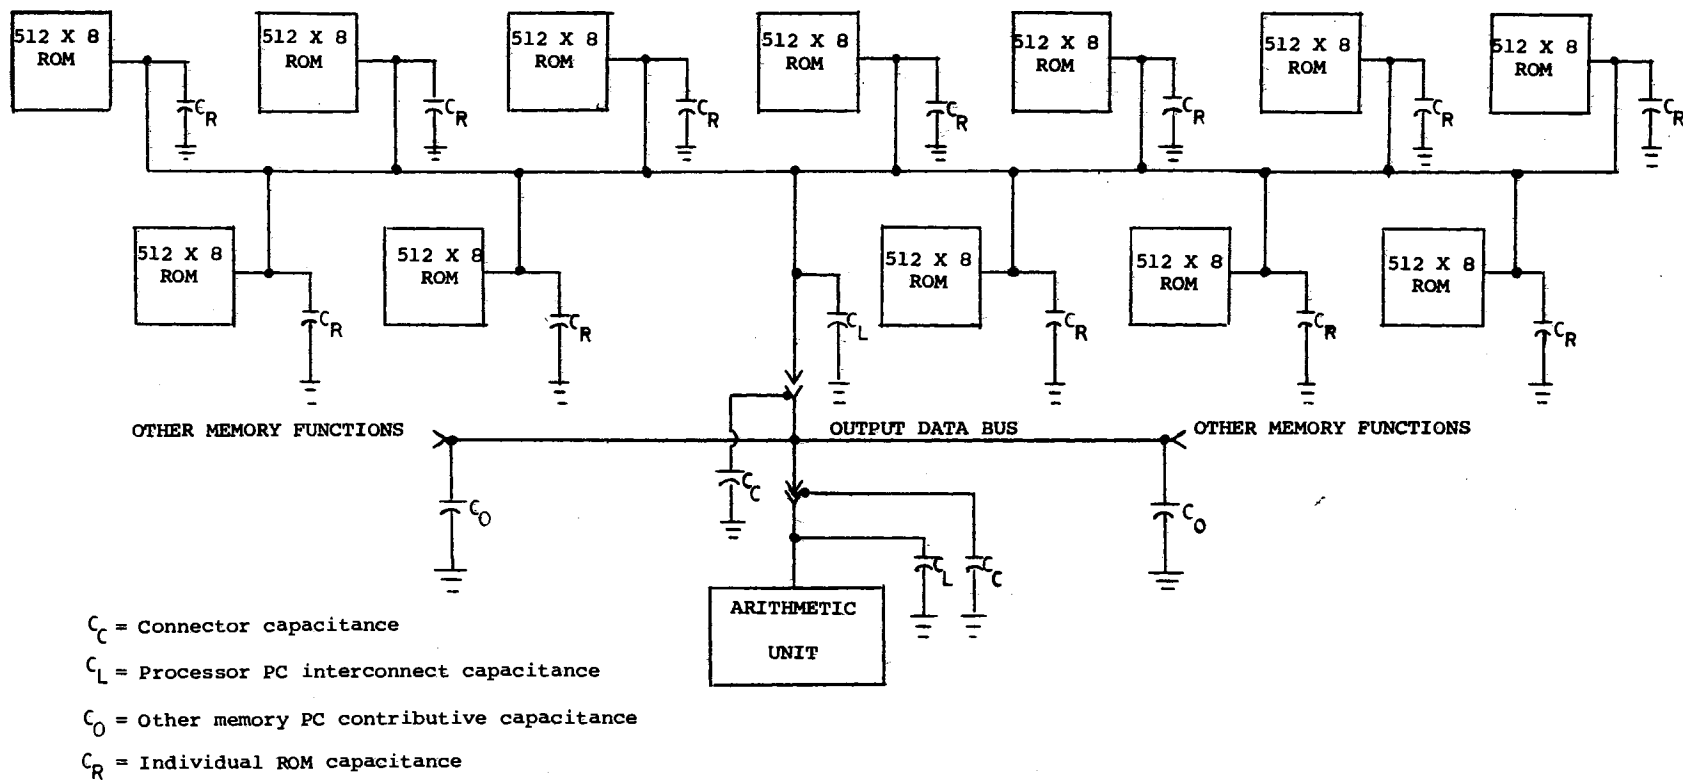 512 X 8
ROM
512 X 8
ROM
512 X 8
ROM
512 X 8
ROM
512 X 8
ROM
512 X 8
ROM
512 X 8
ROM
C_R
C_R
C_R
C_R
C_R
C_R
C_R
512 X 8
ROM
512 X 8
ROM
512 X 8
ROM
512 X 8
ROM
512 X 8
ROM
C_R
C_R
C_L
C_R
C_R
C_R
OTHER MEMORY FUNCTIONS
OUTPUT DATA BUS
OTHER MEMORY FUNCTIONS
C_C
C_O
C_O
C_L
C_C
ARITHMETIC
UNIT
C_C = Connector capacitance
C_L = Processor PC interconnect capacitance
C_O = Other memory PC contributive capacitance
C_R = Individual ROM capacitance